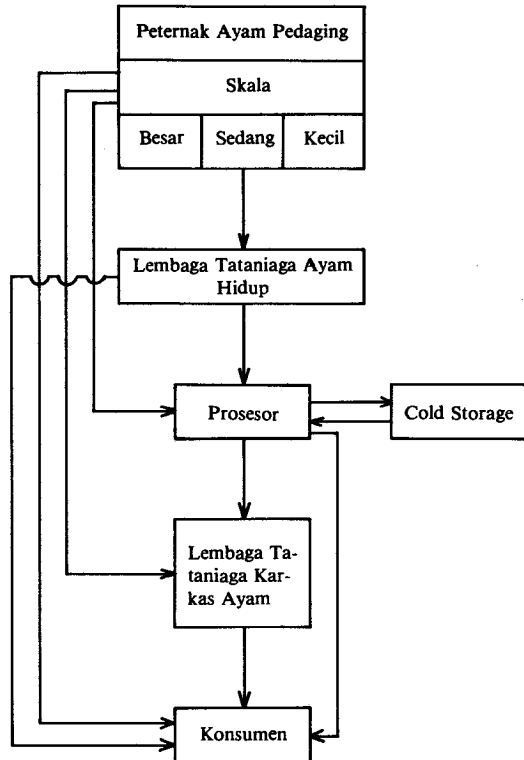 Peternak Ayam Pedaging
Skala
Besar
Sedang
Kecil
Lembaga Tataniaga Ayam
Hidup
Prosesor
Cold Storage
Lembaga Ta-
taniaga Kar-
kas Ayam
Konsumen